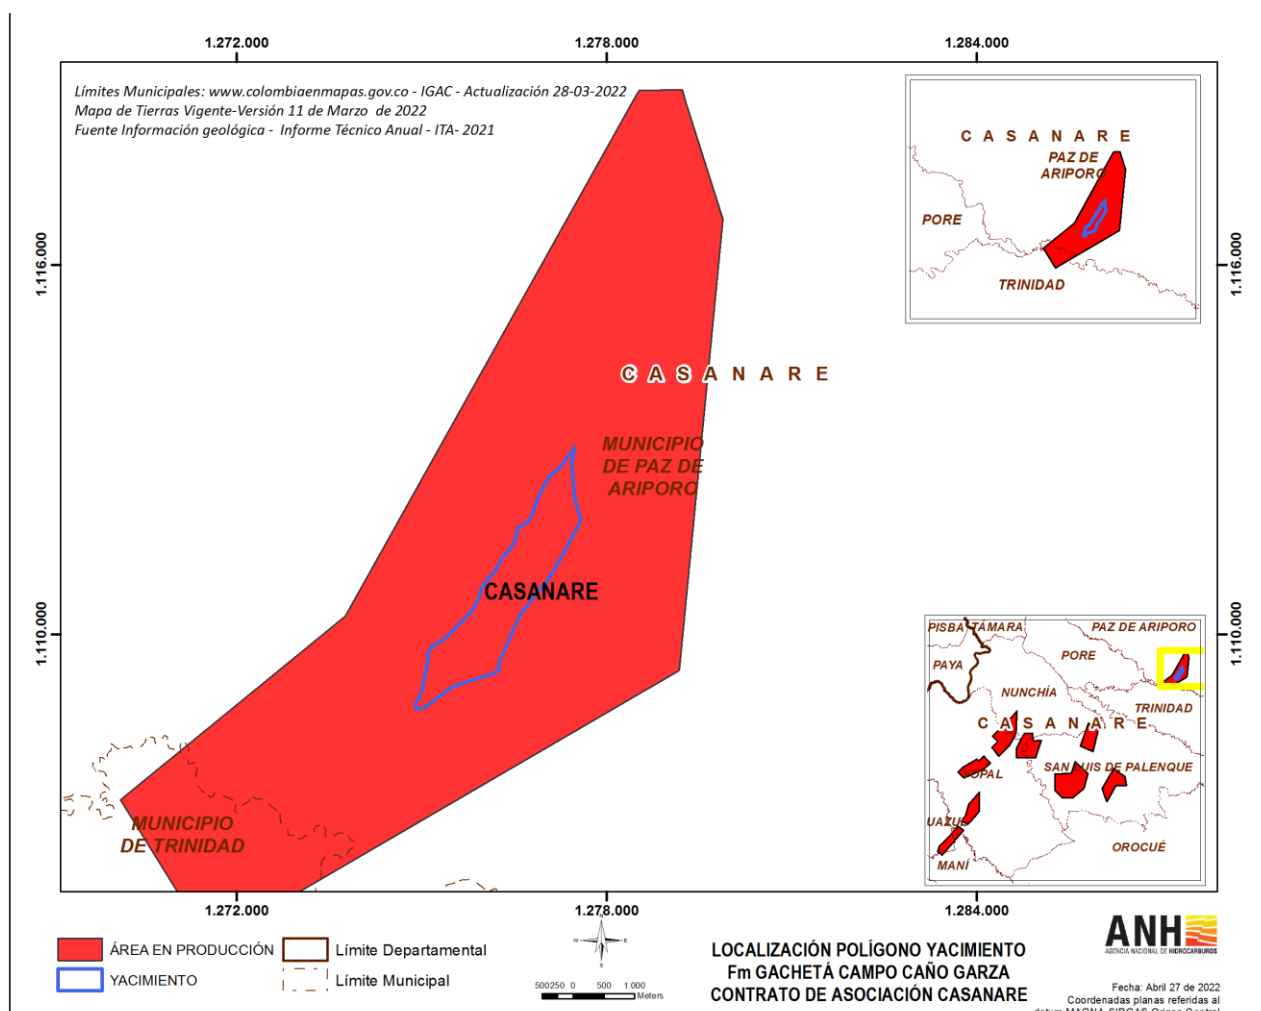 1.272.000
1.278.000
1.284.000
Límites Municipales: www.colombiaenmapas.gov.co - IGAC - Actualización 28-03-2022
Mapa de Tierras Vigente-Versión 11 de Marzo de 2022
Fuente Información geológica - Informe Técnico Anual - ITA- 2021
CASANARE
PAZ DE
ARIPORO
PORE
TRINIDAD
1.116.000
1.116.000
CASANARE
MUNICIPIO
DE PAZ DE
ARIPORO
CASANARE
1.110.000
1.110.000
PISBA
TÁMARA
PAZ DE ARIPORO
PORE
PAYA
NUNCHÍA
TRINIDAD
CASANARE
SAN LUIS DE PALENQUE
OPAL
UAZUL
OROCUÉ
MANÍ
MUNICIPIO
DE TRINIDAD
1.272.000
1.278.000
1.284.000
ÁREA EN PRODUCCIÓN
YACIMIENTO
Límite Departamental
Límite Municipal
N
W
E
S
500250 0 500 1.000
Meters
LOCALIZACIÓN POLÍGONO YACIMIENTO
Fm GACHETÁ CAMPO CAÑO GARZA
CONTRATO DE ASOCIACIÓN CASANARE
ANH
AGENCIA NACIONAL DE HIDROCARBUROS
Fecha: Abril 27 de 2022
Coordenadas planas referidas al
datum MAGNA-SIRGAS Origen Central